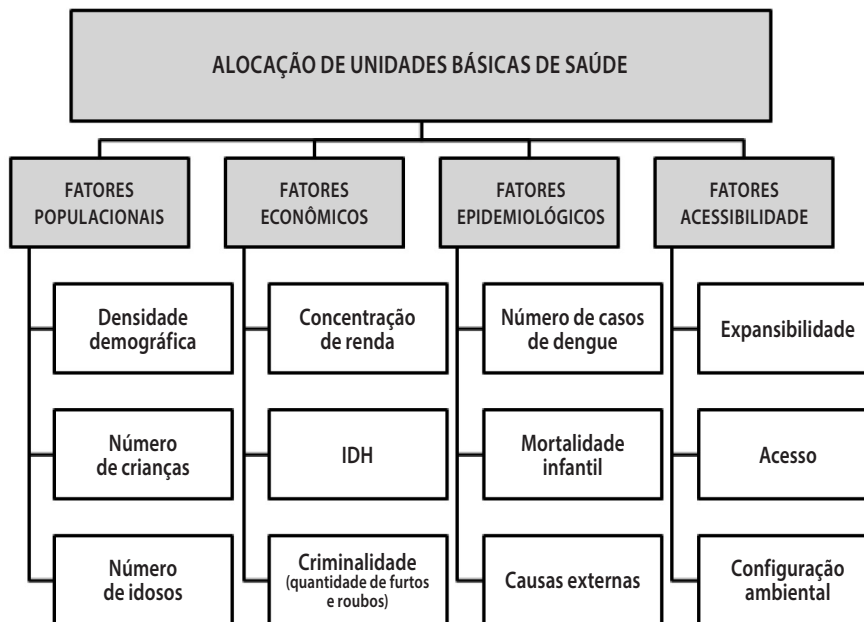 ALOCAÇÃO DE UNIDADES BÁSICAS DE SAÚDE
FATORES
POPULACIONAIS
FATORES
ECONÔMICOS
FATORES
EPIDEMIOLÓGICOS
FATORES
ACESSIBILIDADE
Densidade
demográfica
Concentração
de renda
Número de casos
de dengue
Expansibilidade
Número
de crianças
IDH
Mortalidade
infantil
Acesso
Número
de idosos
Criminalidade
(quantidade de furtos
e roubos)
Causas externas
Configuração
ambiental